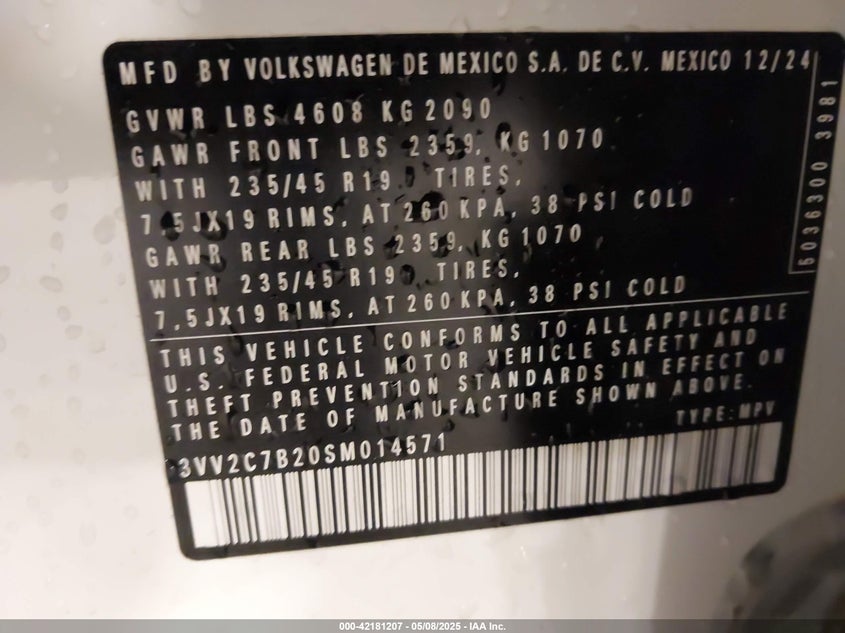 MFD BY VOLKSWAGEN DE MEXICO S.A. DE C.V. MEXICO 12/24
GVWR LBS 4608 KG 2090
GAWR FRONT LBS 2359, KG 1070
WITH 235/45 R19 TIRES,
7,5JX19 RIMS, AT 260 KPA, 38 PSI COLD
GAWR REAR LBS 2359, KG 1070
WITH 235/45 R19 TIRES,
7,5JX19 RIMS, AT 260 KPA, 38 PSI COLD
5036300 3981
THIS VEHICLE CONFORMS TO ALL APPLICABLE
U.S. FEDERAL MOTOR VEHICLE SAFETY AND
THEFT PREVENTION STANDARDS IN EFFECT ON
THE DATE OF MANUFACTURE SHOWN ABOVE.
TYPE: MPV
3VV2C7B20SM014571
000-42181207 - 05/08/2025 - IAA Inc.